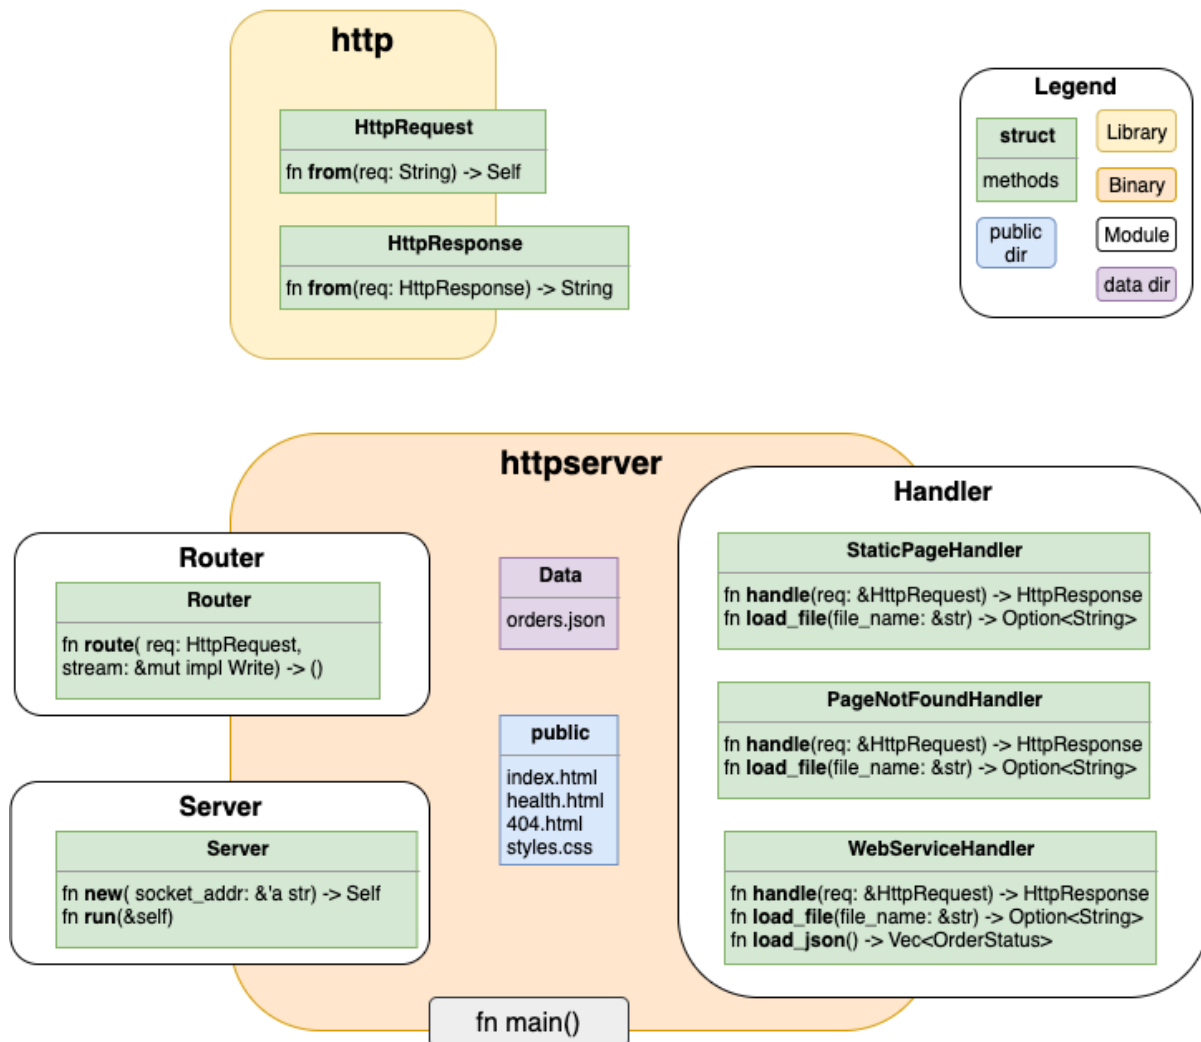 http
HttpRequest
fn from(req: String) -> Self
HttpResponse
fn from(req: HttpResponse) -> String
Legend
struct
methods
Library
Binary
public
dir
Module
data dir
httpserver
Router
Router
fn route( req: HttpRequest,
stream: &mut impl Write) -> ()
Server
Server
fn new( socket_addr: &'a str) -> Self
fn run(&self)
Data
orders.json
public
index.html
health.html
404.html
styles.css
Handler
StaticPageHandler
fn handle(req: &HttpRequest) -> HttpResponse
fn load_file(file_name: &str) -> Option<String>
PageNotFoundHandler
fn handle(req: &HttpRequest) -> HttpResponse
fn load_file(file_name: &str) -> Option<String>
WebServiceHandler
fn handle(req: &HttpRequest) -> HttpResponse
fn load_file(file_name: &str) -> Option<String>
fn load_json() -> Vec<OrderStatus>
fn main()